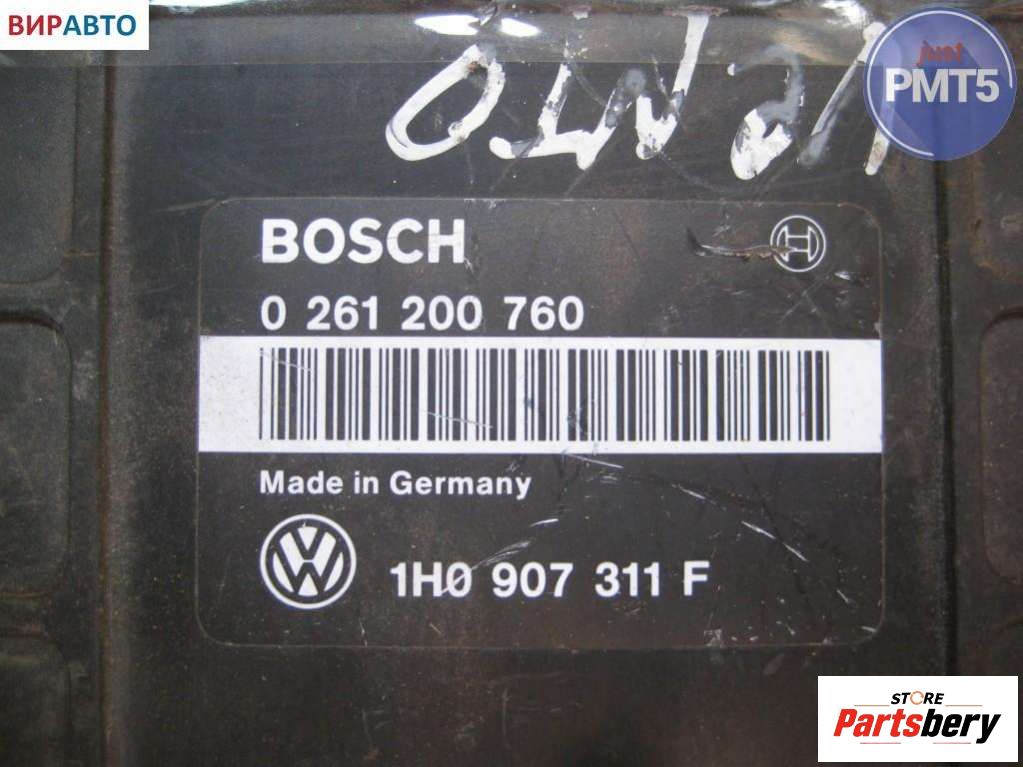 ВИРАВТО
just
PMT5
BOSCH
0 261 200 760
Made in Germany
1H0 907 311 F
STORE
Partsbery